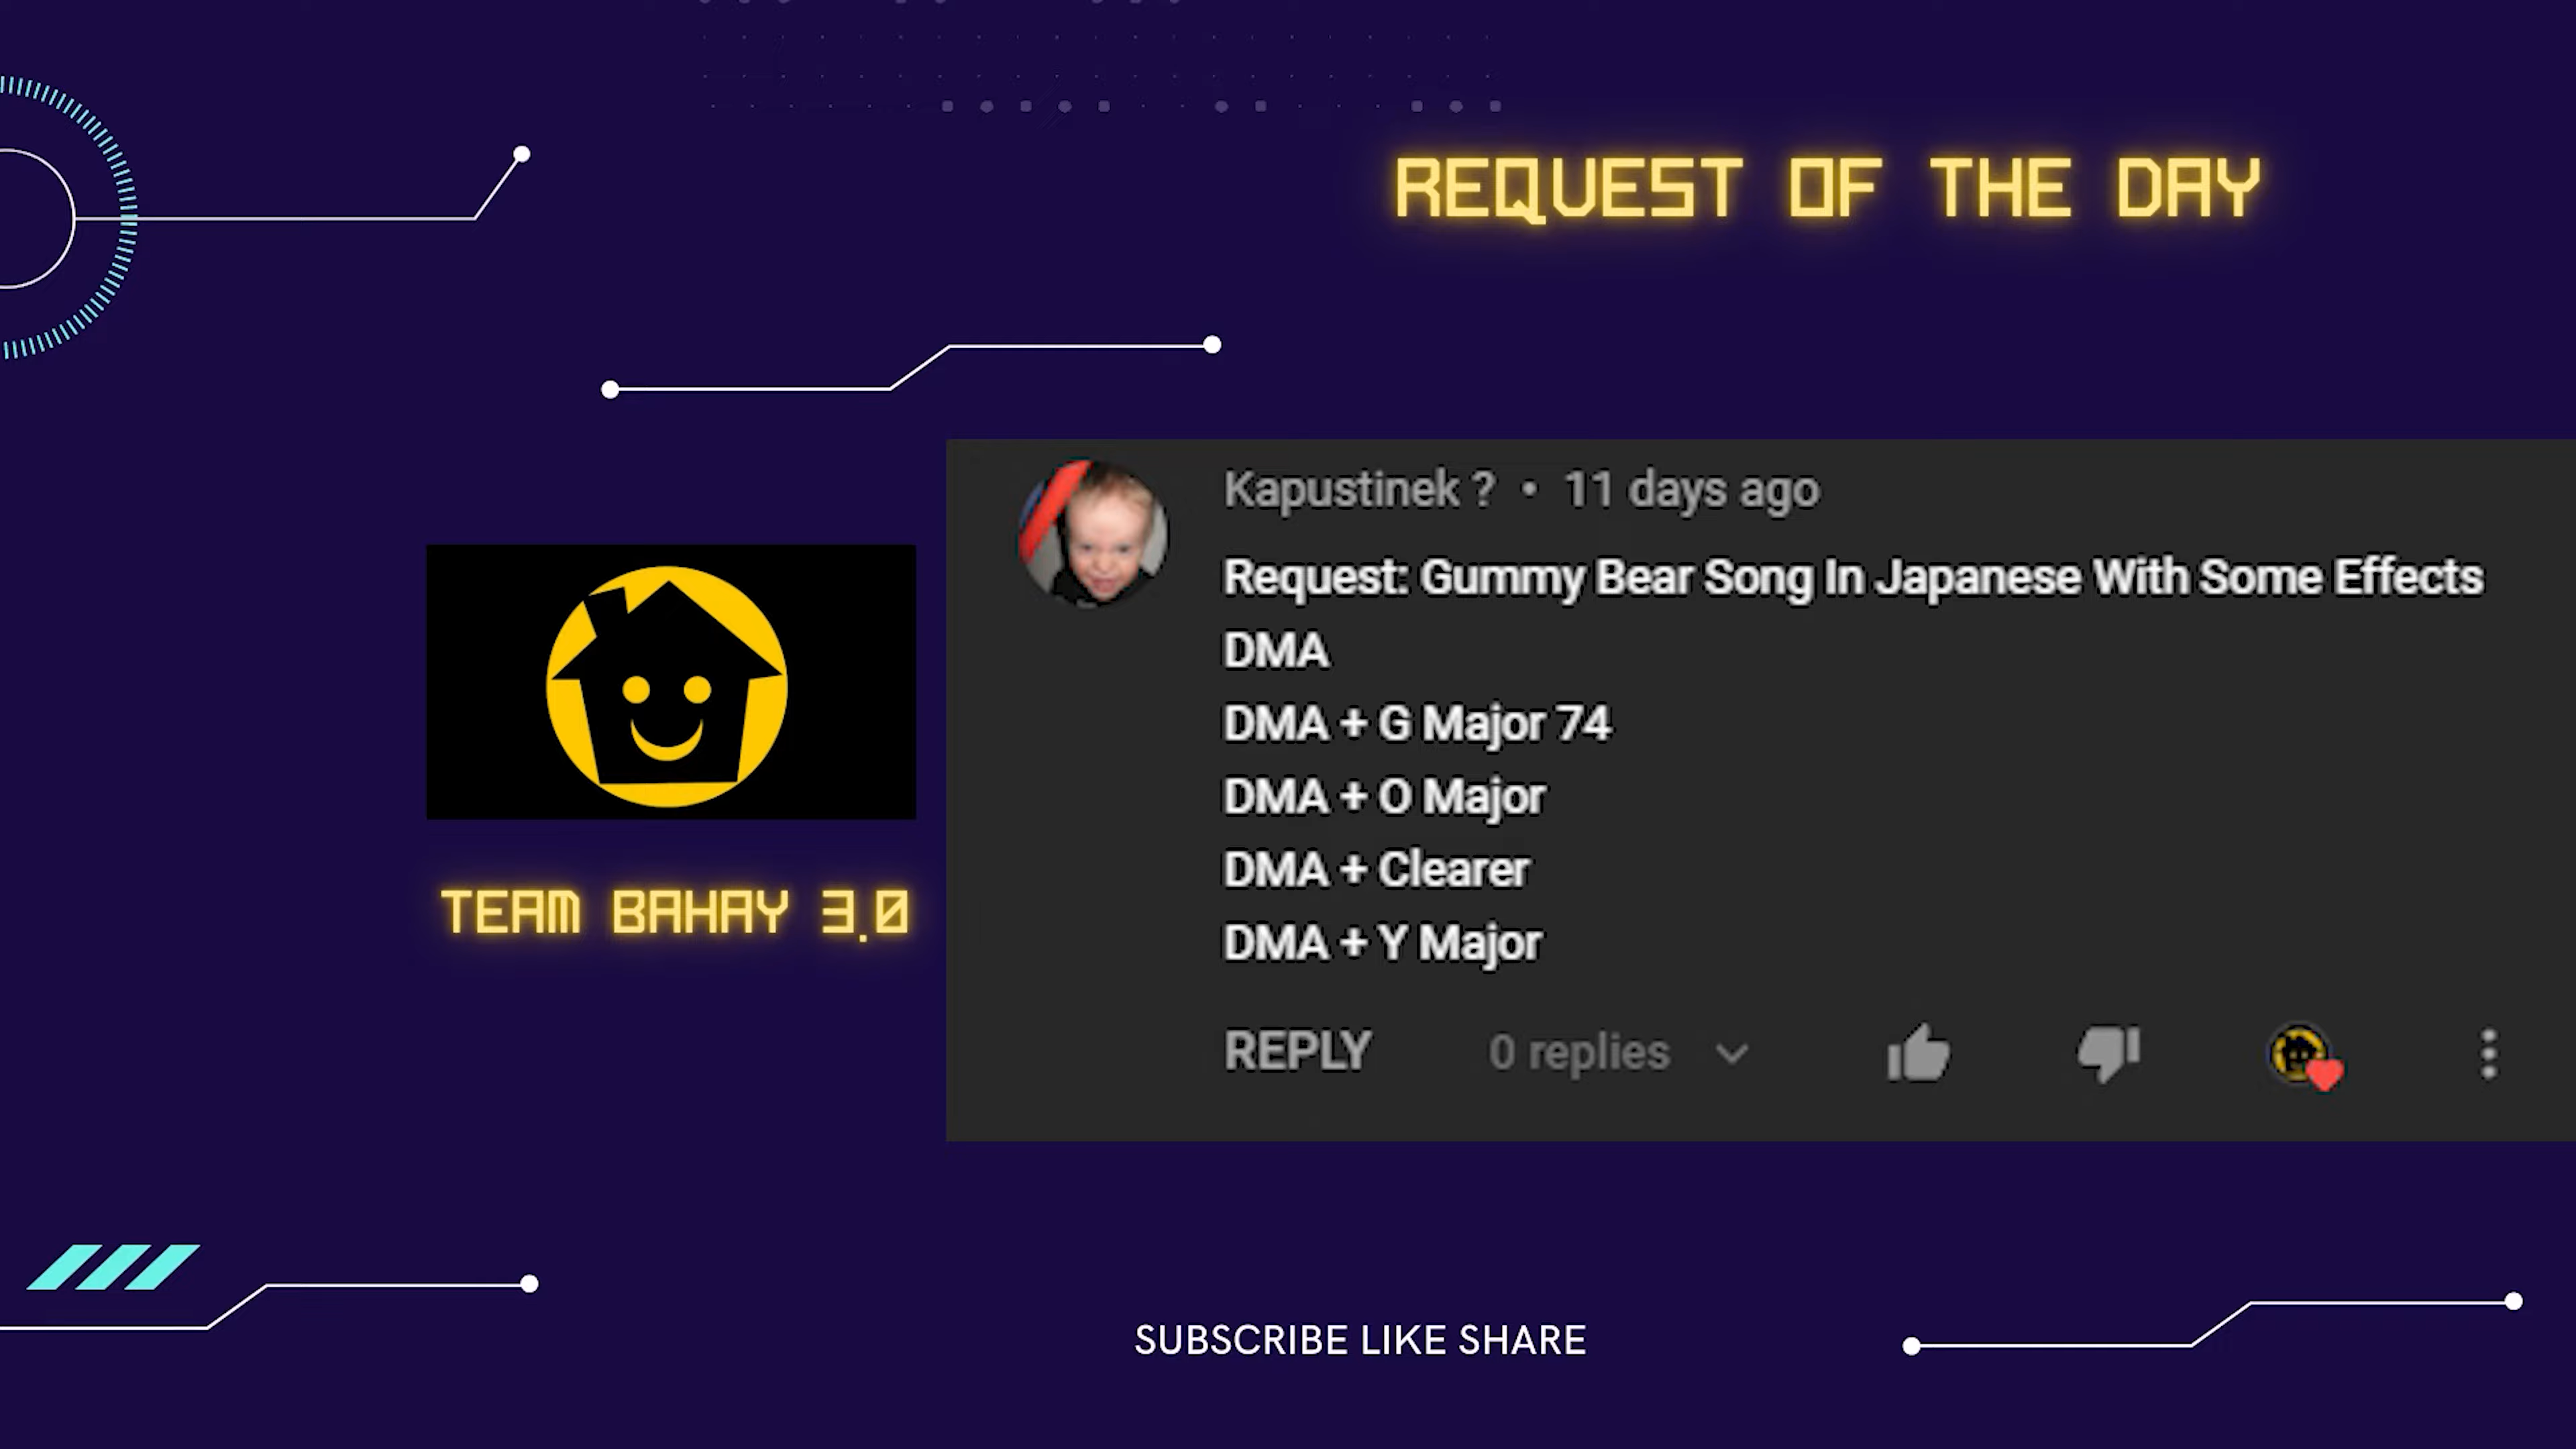 REQUEST OF THE DAY
Kapustinek ? • 11 days ago
Request: Gummy Bear Song In Japanese With Some Effects
DMA
DMA + G Major 74
DMA + O Major
DMA + Clearer
DMA + Y Major
REPLY 0 replies
TEAM BAHAY 3.0
SUBSCRIBE LIKE SHARE